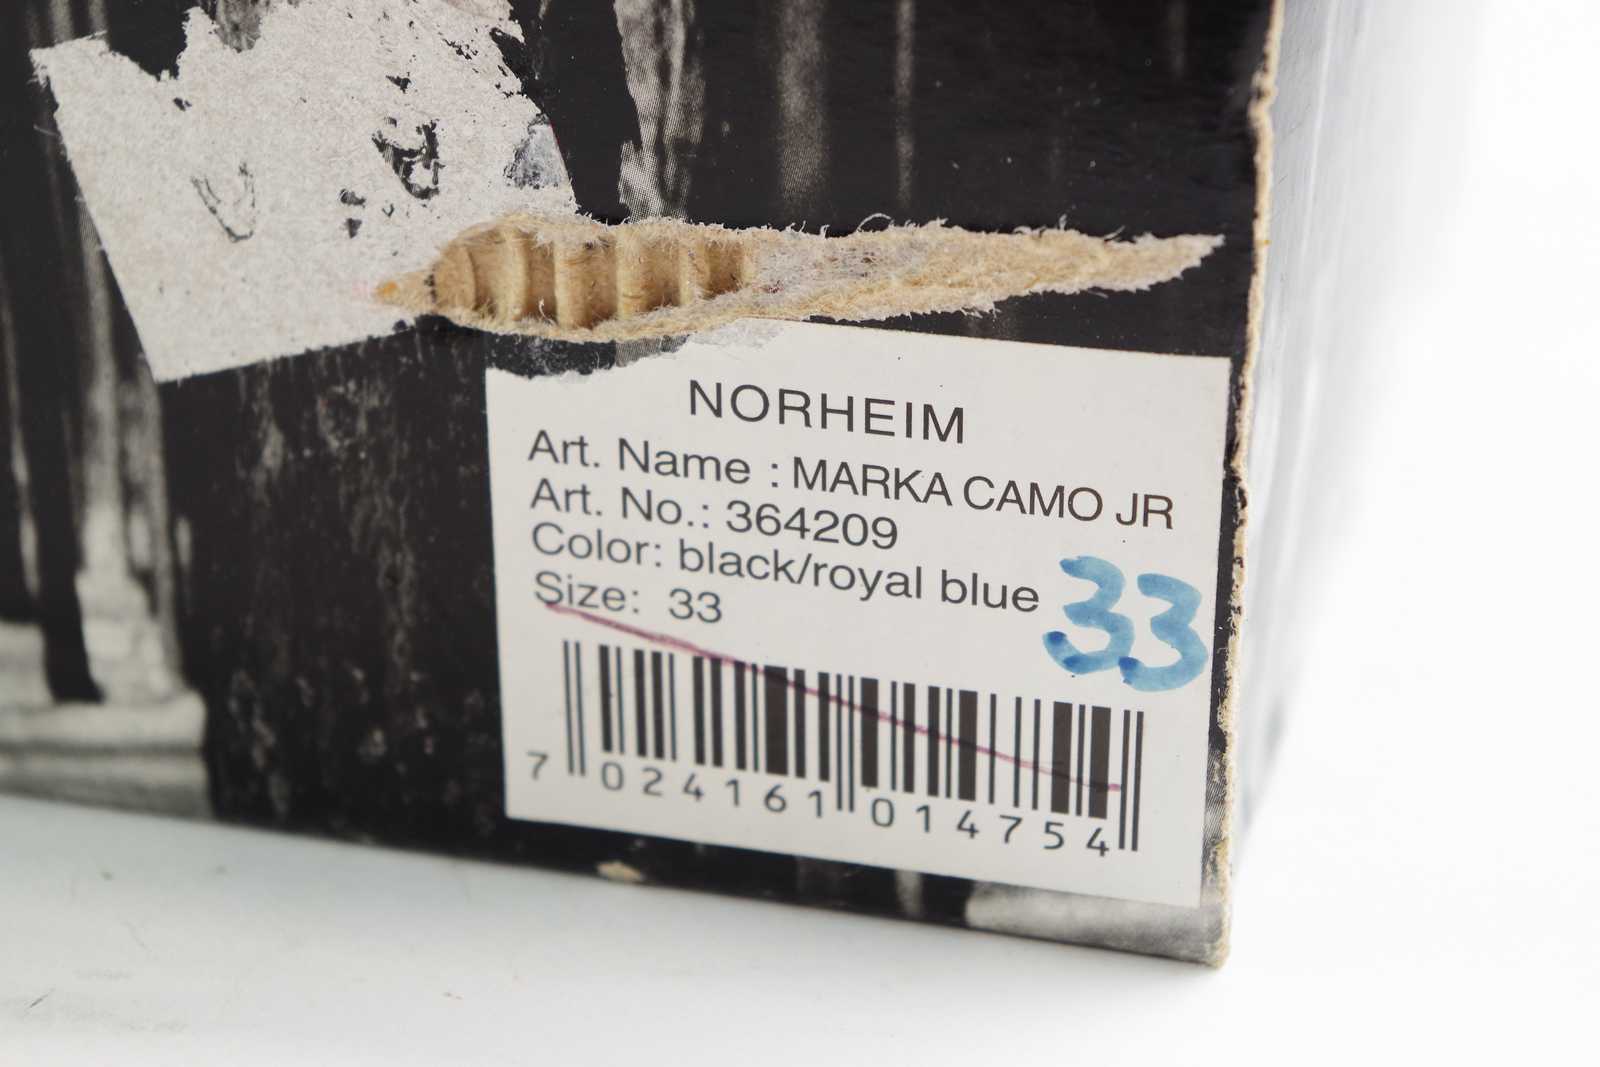 NORHEIM
Art. Name : MARKA CAMO JR
Art. No.: 364209
Color: black/royal blue
Size: 33
33
7 024161 014754